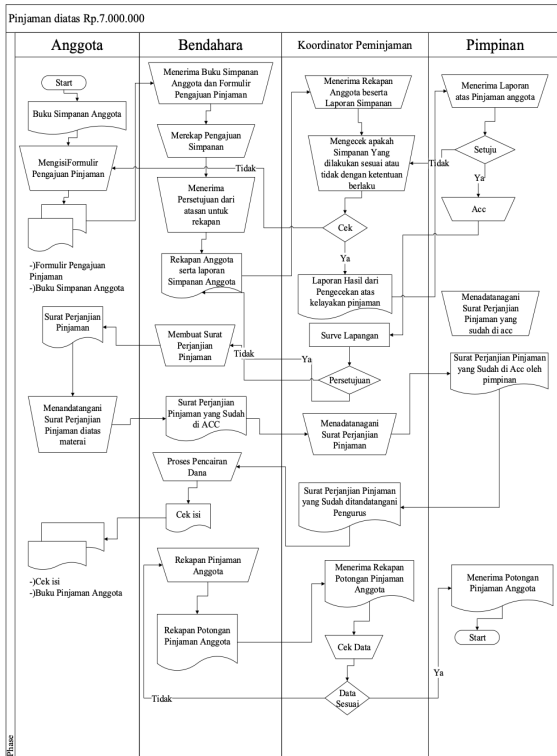 Pinjaman diatas Rp.7.000.000
Anggota
Bendahara
Koordinator Peminjaman
Pimpinan
Start
Buku Simpanan Anggota
MengisiFormulir
Pengajuan Pinjaman
-)Formulir Pengajuan
Pinjaman
-)Buku Simpanan Anggota
Surat Perjanjian
Pinjaman
Menandatangani
Surat Perjanjian
Pinjaman diatas
materai
-)Cek isi
-)Buku Pinjaman Anggota
Menerima Buku Simpanan
Anggota dan Formulir
Pengajuan Pinjaman
Merekap Pengajuan
Simpanan
Tidak
Menerima
Persetujuan dari
atasan untuk
rekapan
Rekapan Anggota
serta laporan
Simpanan Anggota
Membuat Surat
Perjanjian
Pinjaman
Tidak
Surat Perjanjian
Pinjaman yang Sudah
di ACC
Proses Pencairan
Dana
Cek isi
Rekapan Pinjaman
Anggota
Rekapan Potongan
Pinjaman Anggota
Tidak
Menerima Rekapan
Anggota beserta
Laporan Simpanan
Mengecek apakah
Simpanan Yang
dilakukan sesuai atau
tidak dengan ketentuan
berlaku
Cek
Ya
Laporan Hasil dari
Pengecekan atas
kelayakan pinjaman
Surve Lapangan
Ya
Persetujuan
Menadatanagni
Surat Perjanjian
Pinjaman
Surat Perjanjian Pinjaman
yang Sudah ditandatangani
Pengurus
Menerima Rekapan
Potongan Pinjaman
Anggota
Cek Data
Data
Sesuai
Menerima Laporan
atas Pinjaman anggota
Setuju
Tidak
Ya
Acc
Menadatanagani
Surat Perjanjian
Pinjaman yang
sudah di acc
Surat Perjanjian Pinjaman
yang Sudah di Acc oleh
pimpinan
Menerima Potongan
Pinjaman Anggota
Start
Ya
Phase